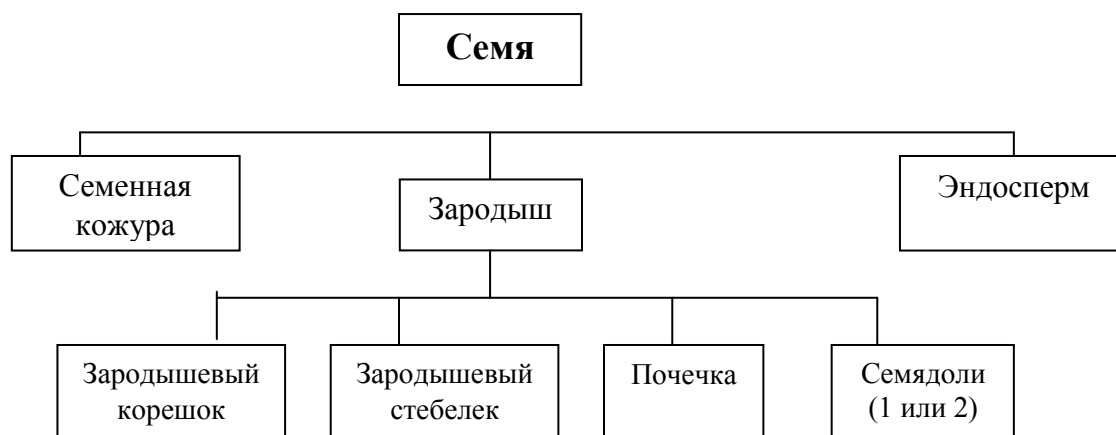 Семя
Семенная
кожура
Зародыш
Эндосперм
Зародышевый
корешок
Зародышевый
стебелек
Почечка
Семядоли
(1 или 2)